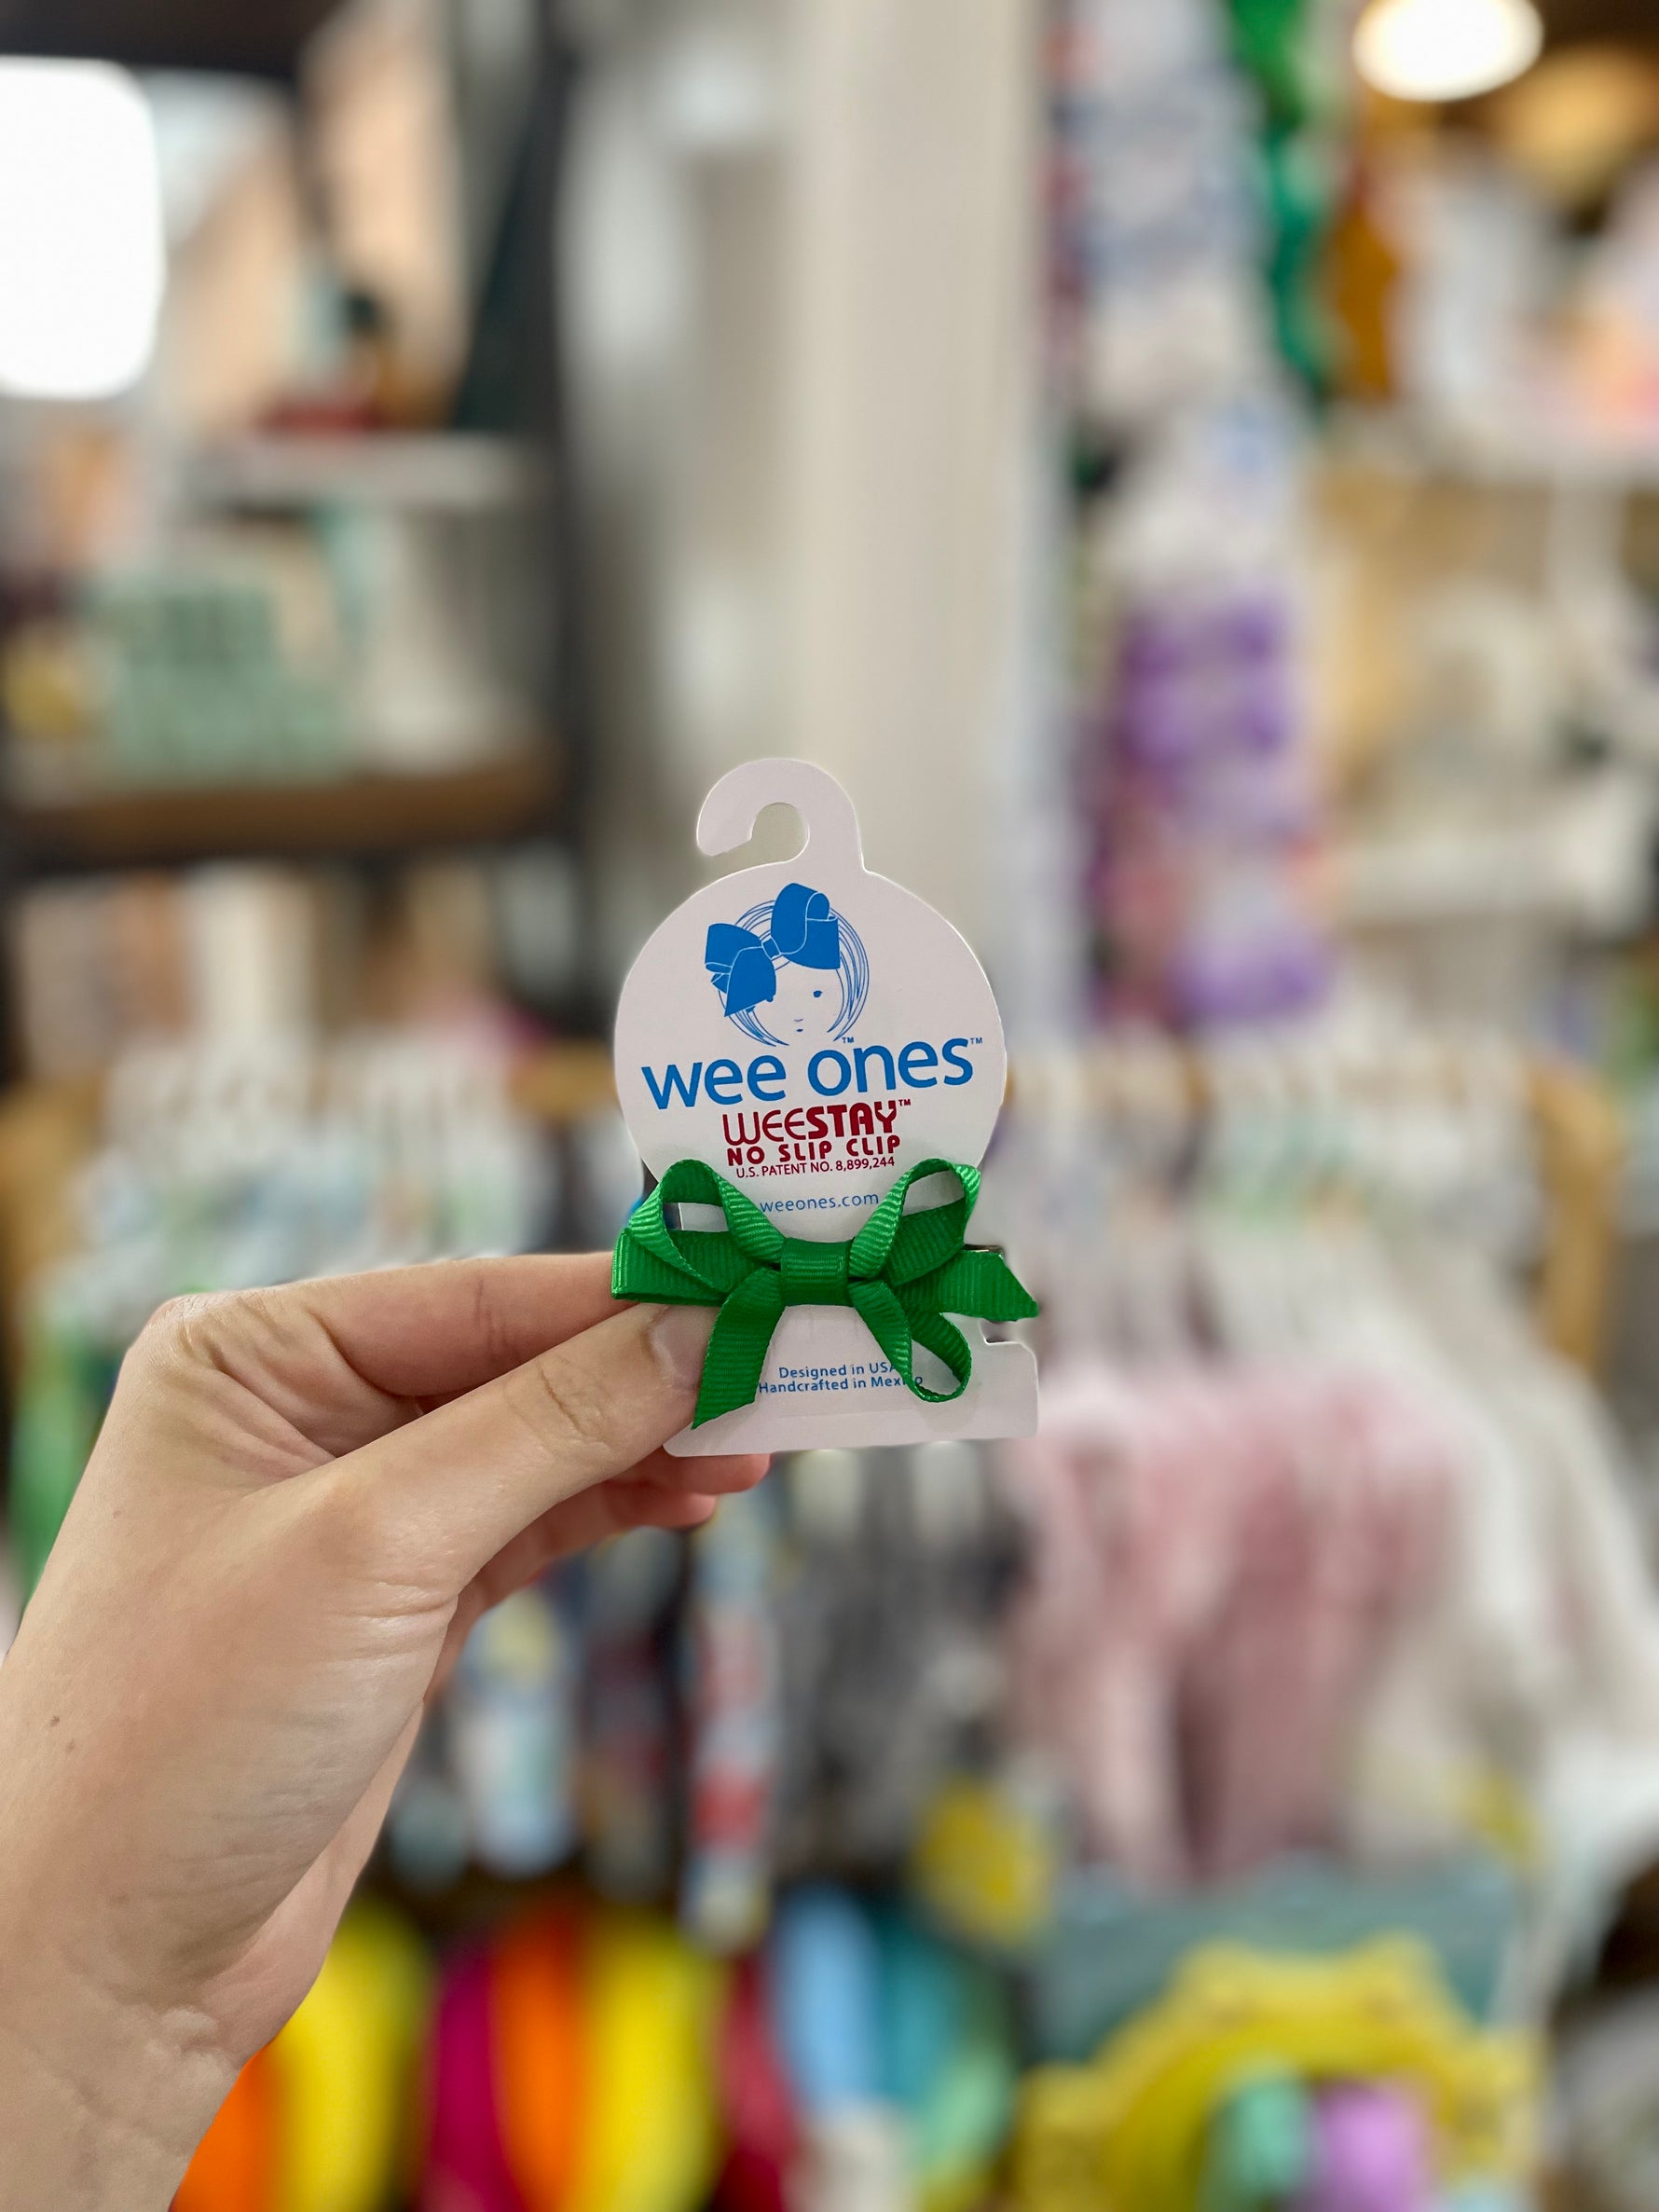 wee ones™
WEESTAY™
NO SLIP CLIP
U.S. PATENT NO. 8,899,244
weeones.com
Designed in USA
Handcrafted in Mexico